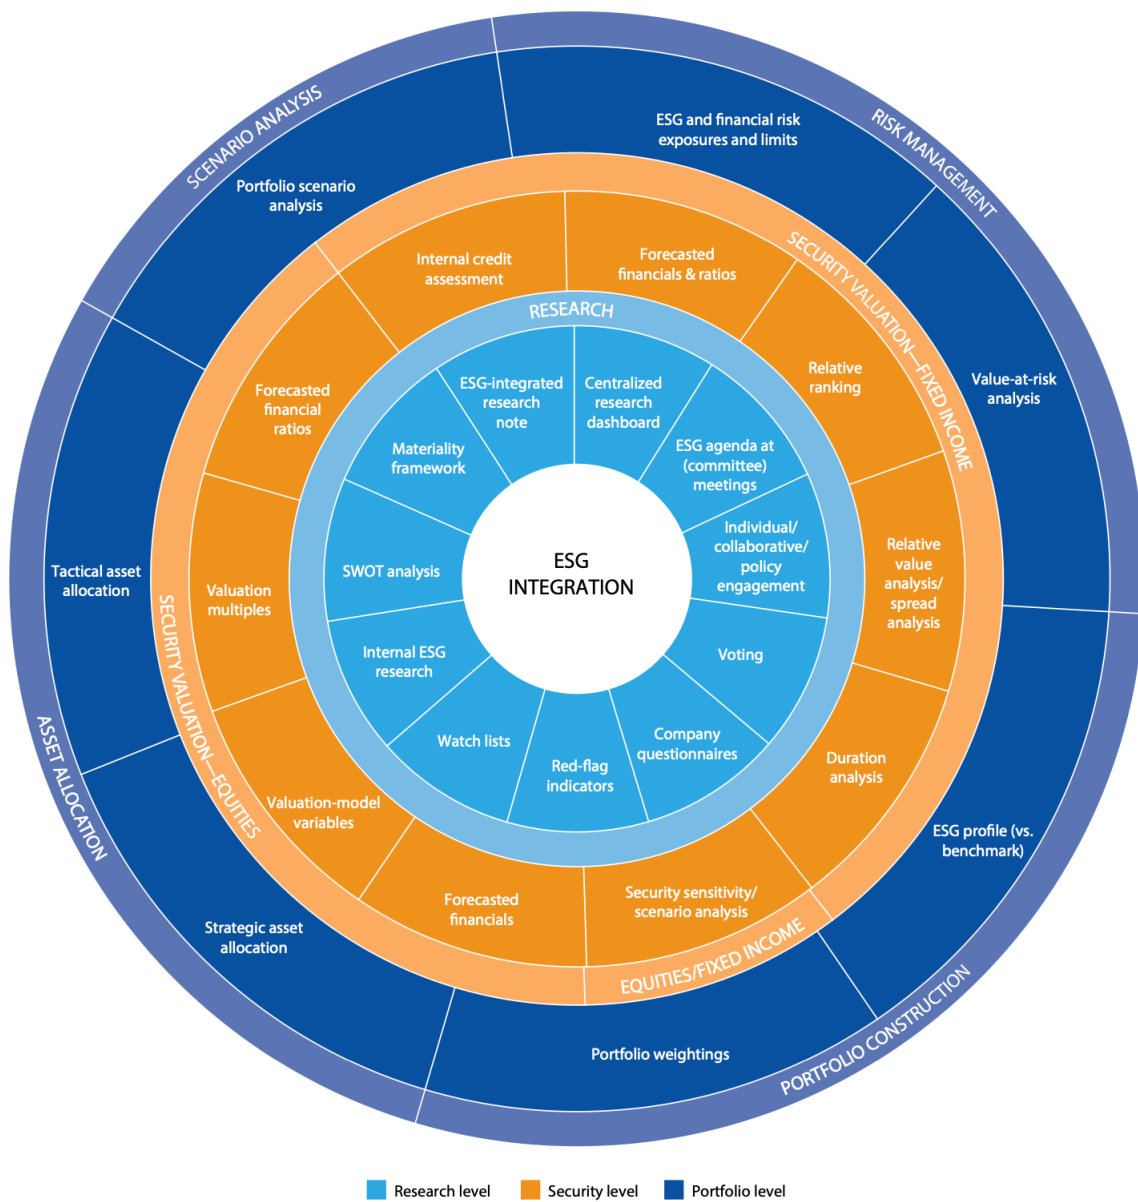 SCENARIO ANALYSIS
RISK MANAGEMENT
ESG and financial risk
exposures and limits
Portfolio scenario
analysis
Value-at-risk
analysis
Tactical asset
allocation
ASSET ALLOCATION
Strategic asset
allocation
Portfolio weightings
ESG profile (vs.
benchmark)
PORTFOLIO CONSTRUCTION
SECURITY VALUATION—FIXED INCOME
Internal credit
assessment
Forecasted
financials & ratios
Relative
ranking
Relative
value
analysis/
spread
analysis
Duration
analysis
EQUITIES/FIXED INCOME
Security sensitivity/
scenario analysis
SECURITY VALUATION—EQUITIES
Forecasted
financial
ratios
Valuation
multiples
Valuation-model
variables
Forecasted
financials
RESEARCH
ESG-integrated
research
note
Centralized
research
dashboard
ESG agenda at
(committee)
meetings
Individual/
collaborative/
policy
engagement
Voting
Company
questionnaires
Red-flag
indicators
Watch lists
Internal ESG
research
SWOT analysis
Materiality
framework
ESG
INTEGRATION
Research level
Security level
Portfolio level